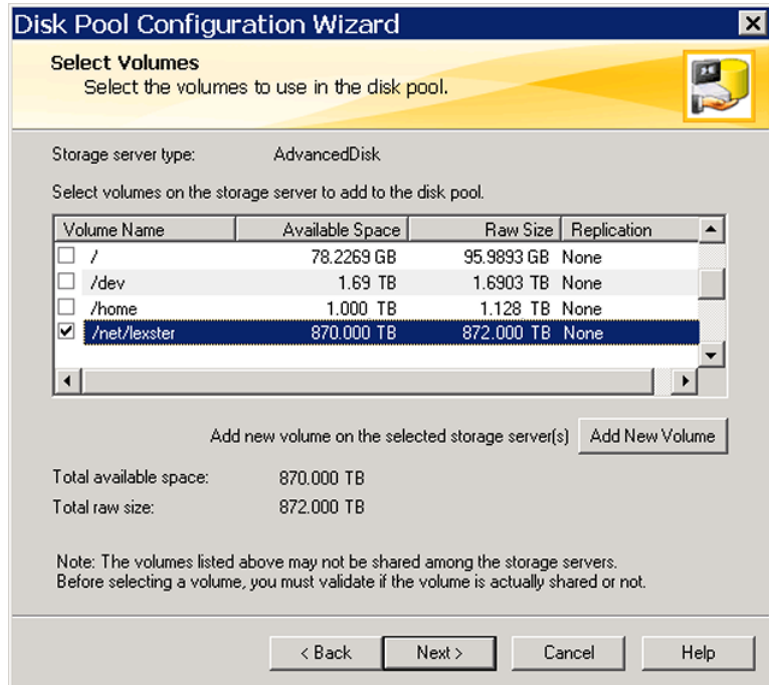 Disk Pool Configuration Wizard
Select Volumes
Select the volumes to use in the disk pool.
Storage server type: AdvancedDisk
Select volumes on the storage server to add to the disk pool.
Volume Name Available Space Raw Size Replication
/ 78.2269 GB 95.9893 GB None
/dev 1.69 TB 1.6903 TB None
/home 1.000 TB 1.128 TB None
/net/lexster 870.000 TB 872.000 TB None
Add new volume on the selected storage server(s) Add New Volume
Total available space: 870.000 TB
Total raw size: 872.000 TB
Note: The volumes listed above may not be shared among the storage servers.
Before selecting a volume, you must validate if the volume is actually shared or not.
< Back Next > Cancel Help